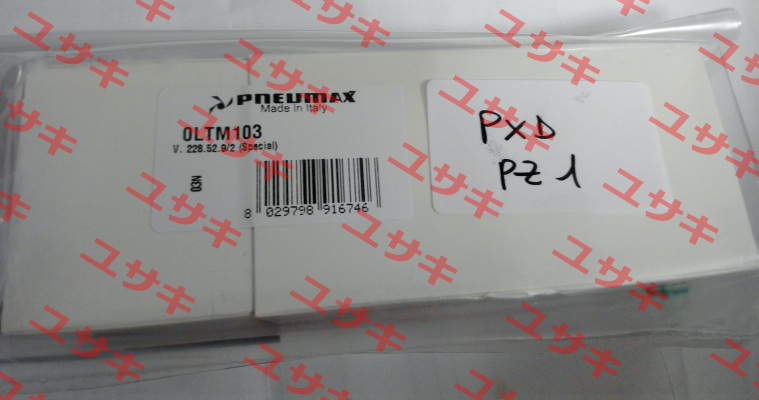 PNEUMAX
Made in Italy
0LTM103
V. 228.52.9/2 (Special)
N3D
8 029798 916746
PXD
PZ 1
ユサキ